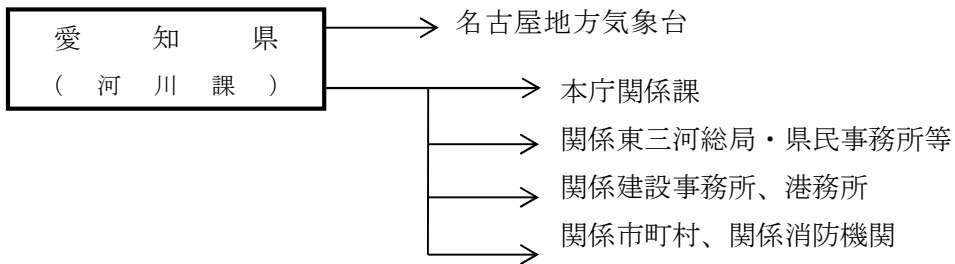 愛知県
(河川課)
名古屋地方気象台
本庁関係課
関係東三河総局・県民事務所等
関係建設事務所、港務所
関係市町村、関係消防機関